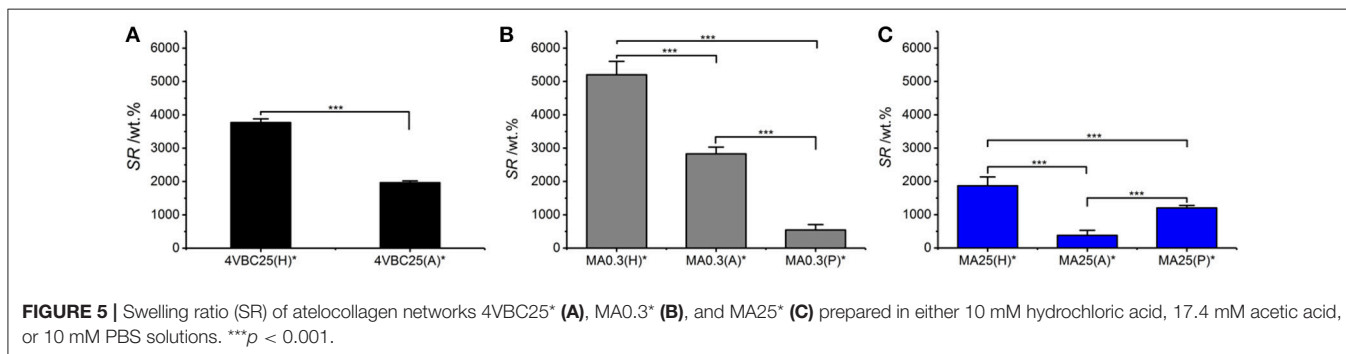 A
SR /wt.%
6000
5000
4000
3000
2000
1000
0
***
4VBC25(H)*
4VBC25(A)*
B
SR /wt.%
6000
5000
4000
3000
2000
1000
0
***
***
***
MA0.3(H)*
MA0.3(A)*
MA0.3(P)*
C
SR /wt.%
6000
5000
4000
3000
2000
1000
0
***
***
***
MA25(H)*
MA25(A)*
MA25(P)*
FIGURE 5 | Swelling ratio (SR) of atelocollagen networks 4VBC25* (A), MA0.3* (B), and MA25* (C) prepared in either 10 mM hydrochloric acid, 17.4 mM acetic acid,
or 10 mM PBS solutions. ***p < 0.001.